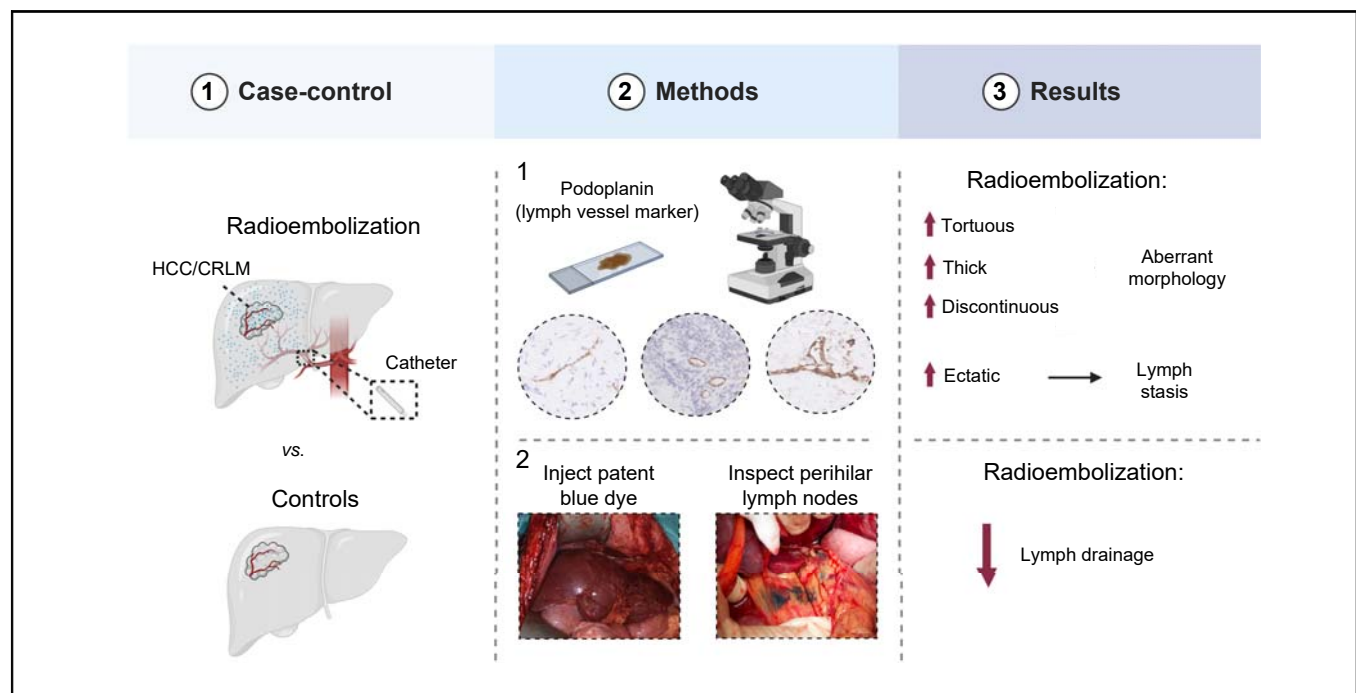 1 Case-control
2 Methods
3 Results
Radioembolization
HCC/CRLM
Catheter
vs.
Controls
1
Podoplanin
(lymph vessel marker)
2
Inject patent
blue dye
Inspect perihilar
lymph nodes
Radioembolization:
Tortuous
Thick
Discontinuous
Aberrant
morphology
Ectatic
Lymph
stasis
Radioembolization:
Lymph drainage